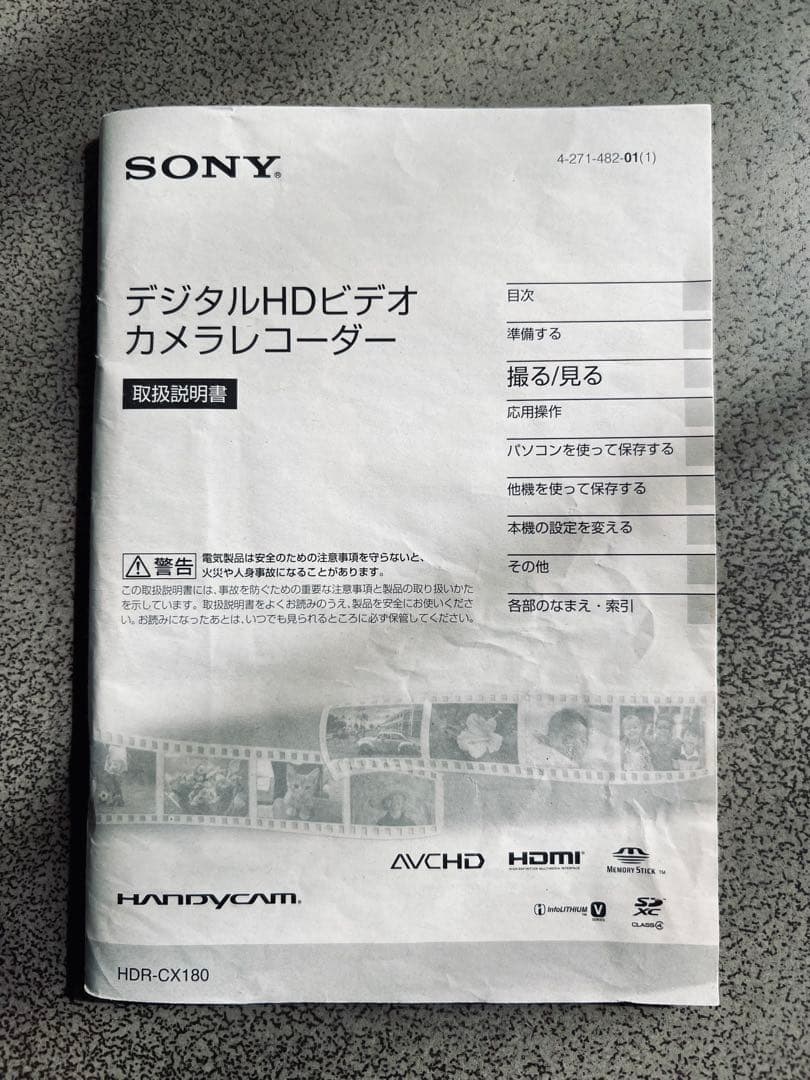 SONY®
4-271-482-01(1)
デジタルHDビデオ
カメラレコーダー
取扱説明書
目次
準備する
撮る/見る
応用操作
パソコンを使って保存する
他機を使って保存する
本機の設定を変える
その他
各部のなまえ・索引
警告
電気製品は安全のための注意事項を守らないと、
火災や人身事故になることがあります。
この取扱説明書には、事故を防ぐための重要な注意事項と製品の取り扱いかた
を示しています。取扱説明書をよくお読みのうえ、製品を安全にお使いくださ
い。お読みになったあとは、いつでも見られるところに必ず保管してください。
AVCHD
HDMI
HIGH-DEFINITION MULTIMEDIA INTERFACE
MEMORY STICK ™
HANDYCAM®
InfoLITHIUM ™ V SERIES
SD XC
CLASS 4
HDR-CX180